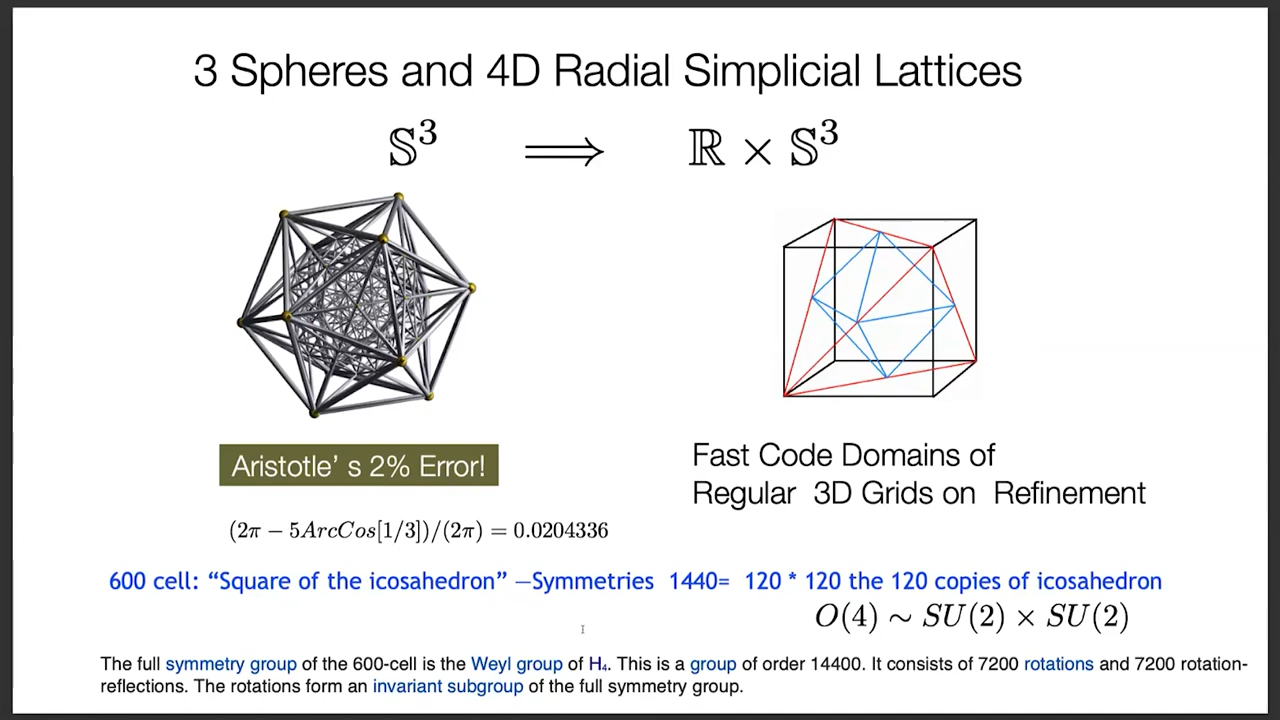 3 Spheres and 4D Radial Simplicial Lattices
𝕊³ ⟹ ℝ × 𝕊³
Aristotle’ s 2% Error!
(2π − 5ArcCos[1/3])/(2π) = 0.0204336
Fast Code Domains of
Regular 3D Grids on Refinement
600 cell: “Square of the icosahedron” —Symmetries 1440= 120 * 120 the 120 copies of icosahedron
O(4) ∼ SU(2) × SU(2)
The full symmetry group of the 600-cell is the Weyl group of H₄. This is a group of order 14400. It consists of 7200 rotations and 7200 rotation-
reflections. The rotations form an invariant subgroup of the full symmetry group.